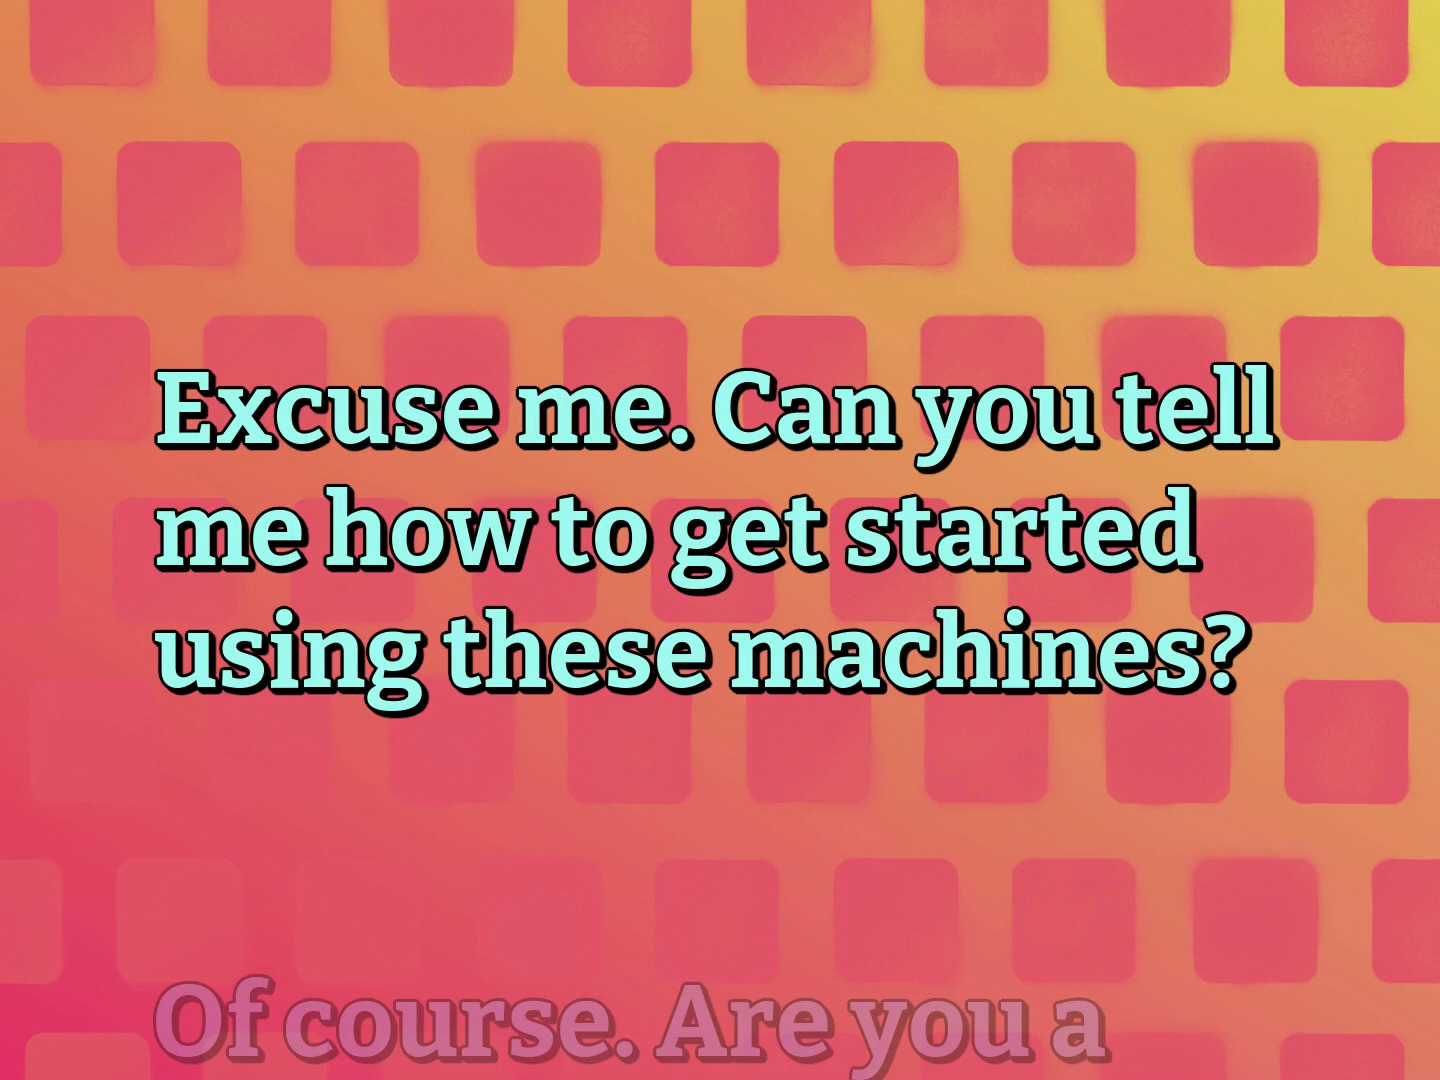 Excuse me. Can you tell
me how to get started
using these machines?
Of course. Are you a